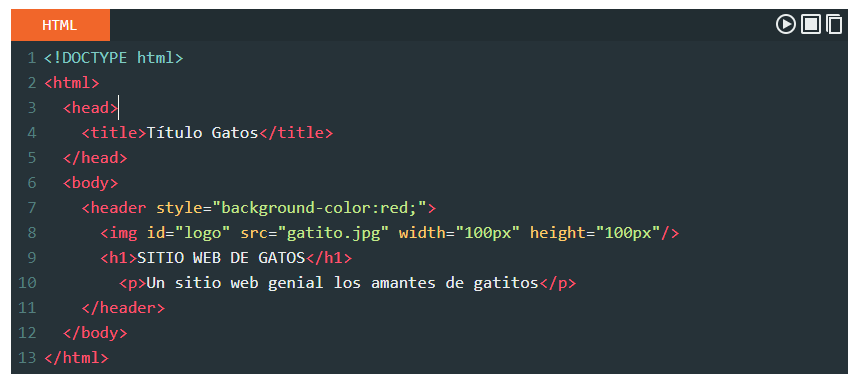 HTML
1 <!DOCTYPE html>
2 <html>
3   <head>
4     <title>Título Gatos</title>
5   </head>
6   <body>
7     <header style="background-color:red;">
8       <img id="logo" src="gatito.jpg" width="100px" height="100px"/>
9       <h1>SITIO WEB DE GATOS</h1>
10         <p>Un sitio web genial los amantes de gatitos</p>
11     </header>
12   </body>
13 </html>